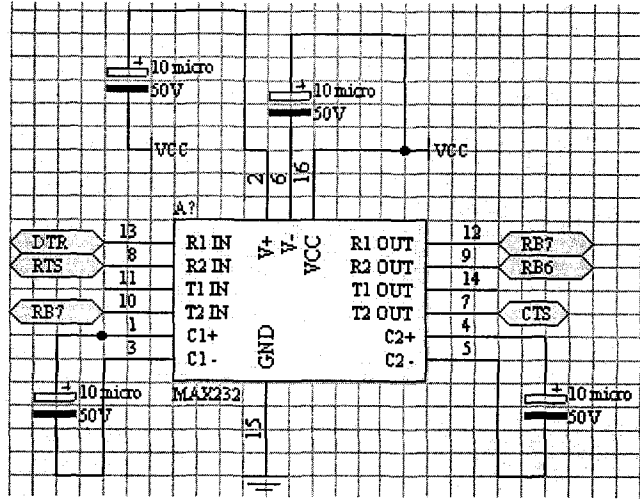 10 micro
50V
10 micro
50V
VCC
VCC
2
6
16
A?
DTR
13
R1 IN
V+
V-
VCC
R1 OUT
12
RB7
RTS
8
R2 IN
R2 OUT
9
RB6
11
T1 IN
T1 OUT
14
RB7
10
T2 IN
T2 OUT
7
CTS
1
C1+
GND
C2+
4
3
C1-
C2-
5
10 micro
50V
MAX232
15
10 micro
50V